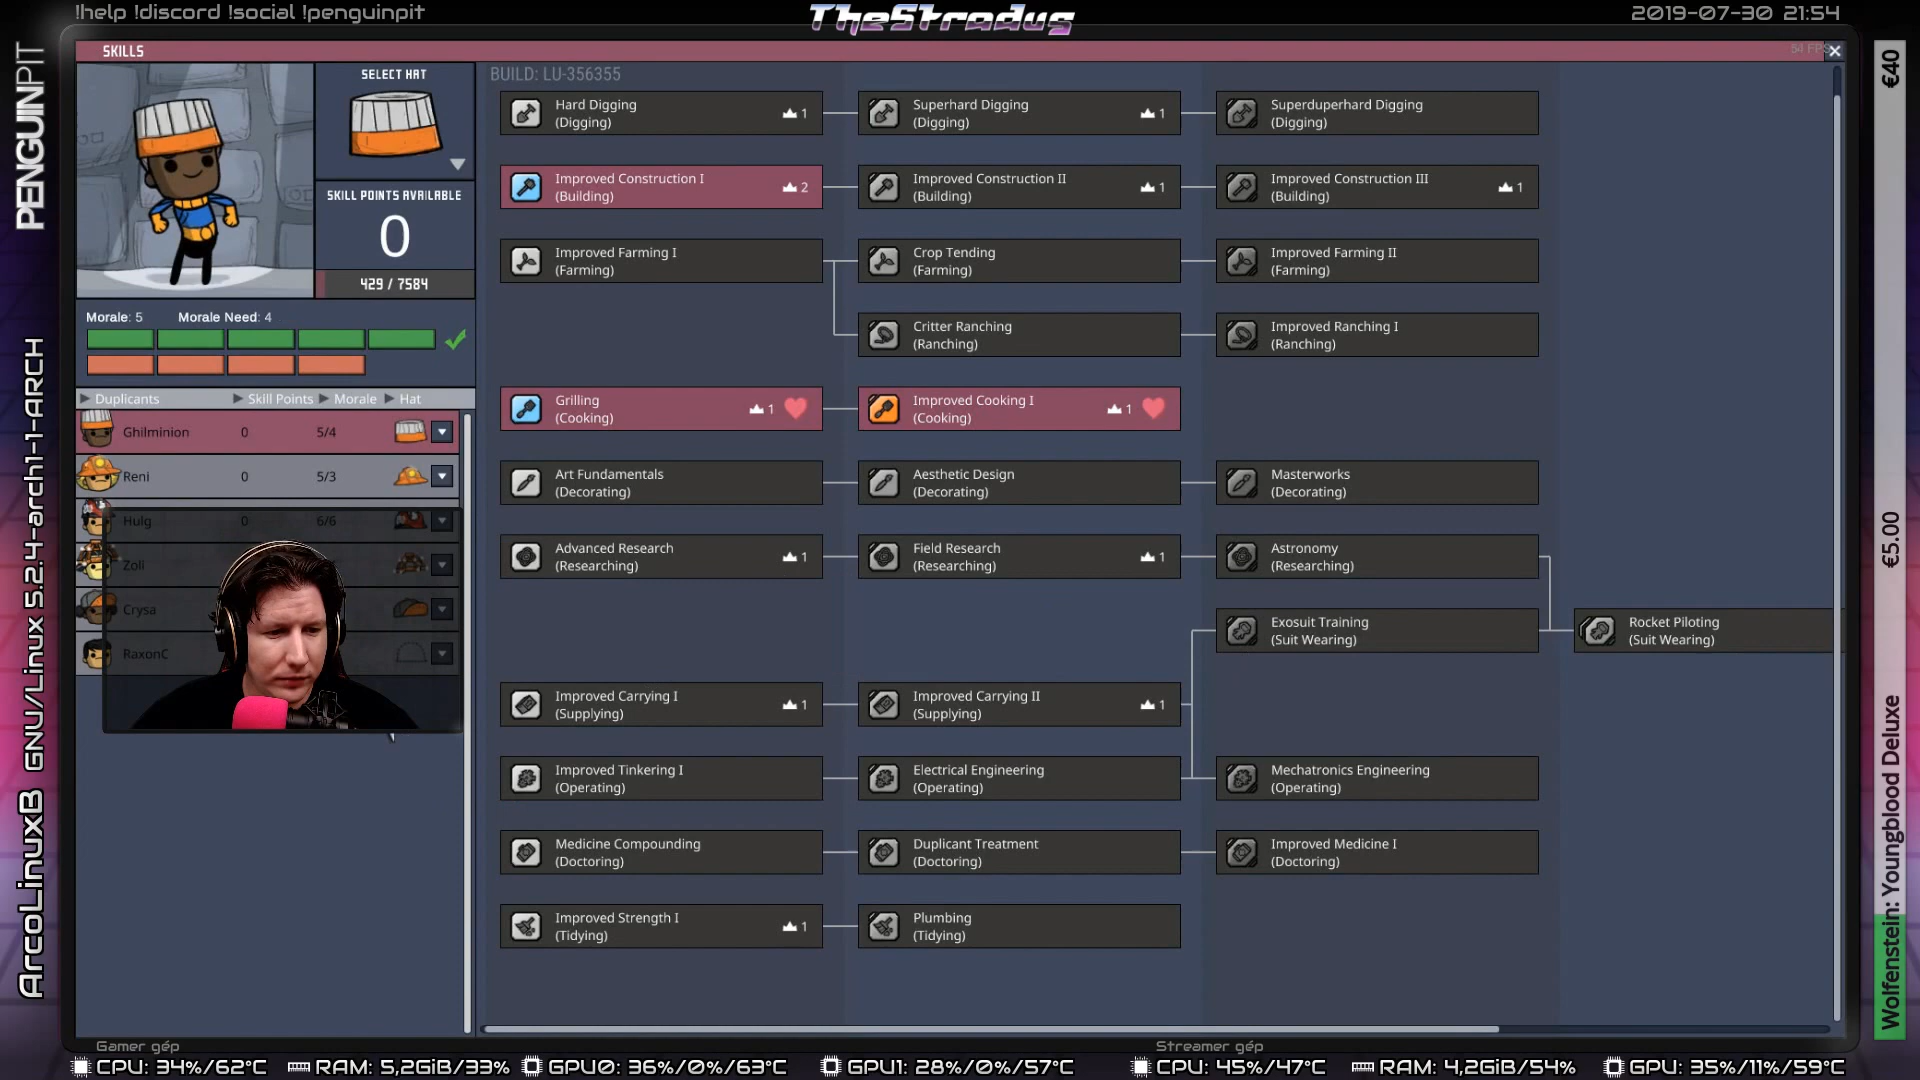 !help !discord !social !penguinpit
TheStradus
2019-07-30 21:54
PENGUINPIT
ArcoLinuxB GNU/Linux 5.2.4-arch1-1-ARCH
SKILLS
54 FPS
SELECT HAT
SKILL POINTS AVAILABLE
0
429 / 7584
Morale: 5 Morale Need: 4
Duplicants Skill Points Morale Hat
Ghilminion 0 5/4
Reni 0 5/3
Hulg 0 6/6
Zoli
Crysa
RaxonC
BUILD: LU-356355
Hard Digging
(Digging)
1
Superhard Digging
(Digging)
1
Superduperhard Digging
(Digging)
Improved Construction I
(Building)
2
Improved Construction II
(Building)
1
Improved Construction III
(Building)
1
Improved Farming I
(Farming)
Crop Tending
(Farming)
Improved Farming II
(Farming)
Critter Ranching
(Ranching)
Improved Ranching I
(Ranching)
Grilling
(Cooking)
1
Improved Cooking I
(Cooking)
1
Art Fundamentals
(Decorating)
Aesthetic Design
(Decorating)
Masterworks
(Decorating)
Advanced Research
(Researching)
1
Field Research
(Researching)
1
Astronomy
(Researching)
Exosuit Training
(Suit Wearing)
Rocket Piloting
(Suit Wearing)
Improved Carrying I
(Supplying)
1
Improved Carrying II
(Supplying)
1
Improved Tinkering I
(Operating)
Electrical Engineering
(Operating)
Mechatronics Engineering
(Operating)
Medicine Compounding
(Doctoring)
Duplicant Treatment
(Doctoring)
Improved Medicine I
(Doctoring)
Improved Strength I
(Tidying)
1
Plumbing
(Tidying)
€40
€5.00
Wolfenstein: Youngblood Deluxe
Gamer gép
CPU: 34%/62°C RAM: 5,2GiB/33% GPU0: 36%/0%/63°C GPU1: 28%/0%/57°C
Streamer gép
CPU: 45%/47°C RAM: 4,2GiB/54% GPU: 35%/11%/59°C